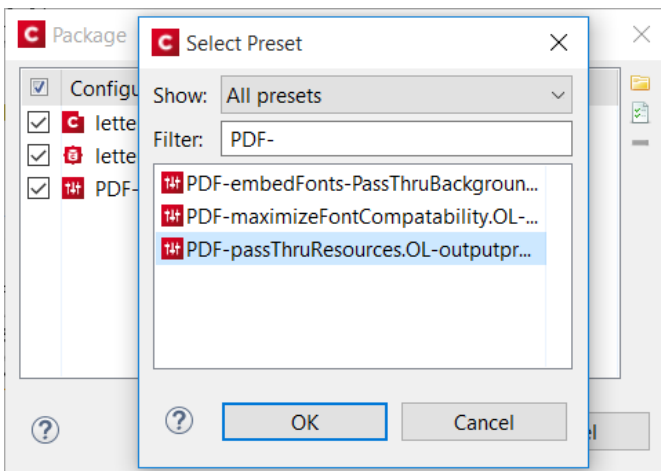 Package
Select Preset
Configu
Show: All presets
lette
Filter: PDF-
lette
PDF-
PDF-embedFonts-PassThruBackgroun...
PDF-maximizeFontCompatability.OL-...
PDF-passThruResources.OL-outputpr...
OK
Cancel
el